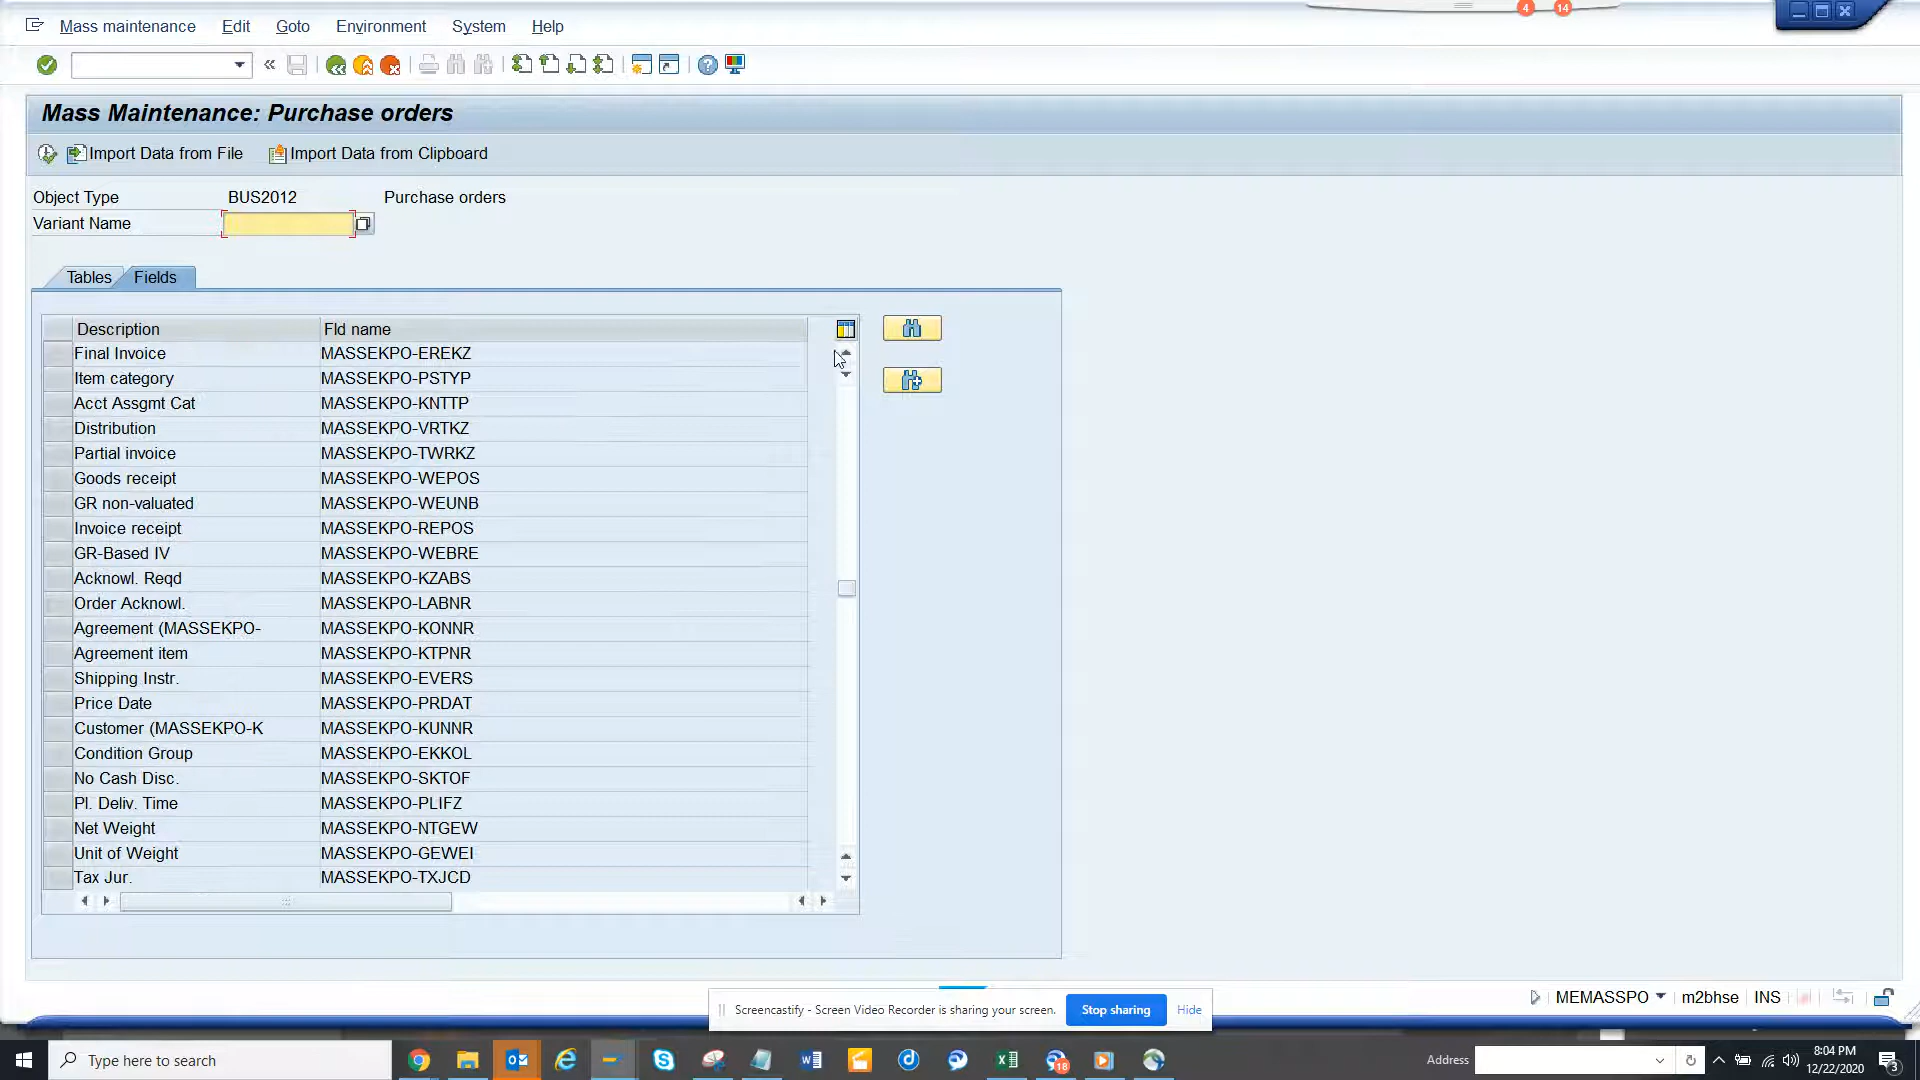 Mass maintenance Edit Goto Environment System Help
4 14
Mass Maintenance: Purchase orders
Import Data from File Import Data from Clipboard
Object Type BUS2012 Purchase orders
Variant Name
Tables Fields
Description Fld name
Final Invoice MASSEKPO-EREKZ
Item category MASSEKPO-PSTYP
Acct Assgmt Cat MASSEKPO-KNTTP
Distribution MASSEKPO-VRTKZ
Partial invoice MASSEKPO-TWRKZ
Goods receipt MASSEKPO-WEPOS
GR non-valuated MASSEKPO-WEUNB
Invoice receipt MASSEKPO-REPOS
GR-Based IV MASSEKPO-WEBRE
Acknowl. Reqd MASSEKPO-KZABS
Order Acknowl. MASSEKPO-LABNR
Agreement (MASSEKPO- MASSEKPO-KONNR
Agreement item MASSEKPO-KTPNR
Shipping Instr. MASSEKPO-EVERS
Price Date MASSEKPO-PRDAT
Customer (MASSEKPO-K MASSEKPO-KUNNR
Condition Group MASSEKPO-EKKOL
No Cash Disc. MASSEKPO-SKTOF
Pl. Deliv. Time MASSEKPO-PLIFZ
Net Weight MASSEKPO-NTGEW
Unit of Weight MASSEKPO-GEWEI
Tax Jur. MASSEKPO-TXJCD
MEMASSPO m2bhse INS
Screencastify - Screen Video Recorder is sharing your screen. Stop sharing Hide
Type here to search
18
Address
8:04 PM
12/22/2020
3